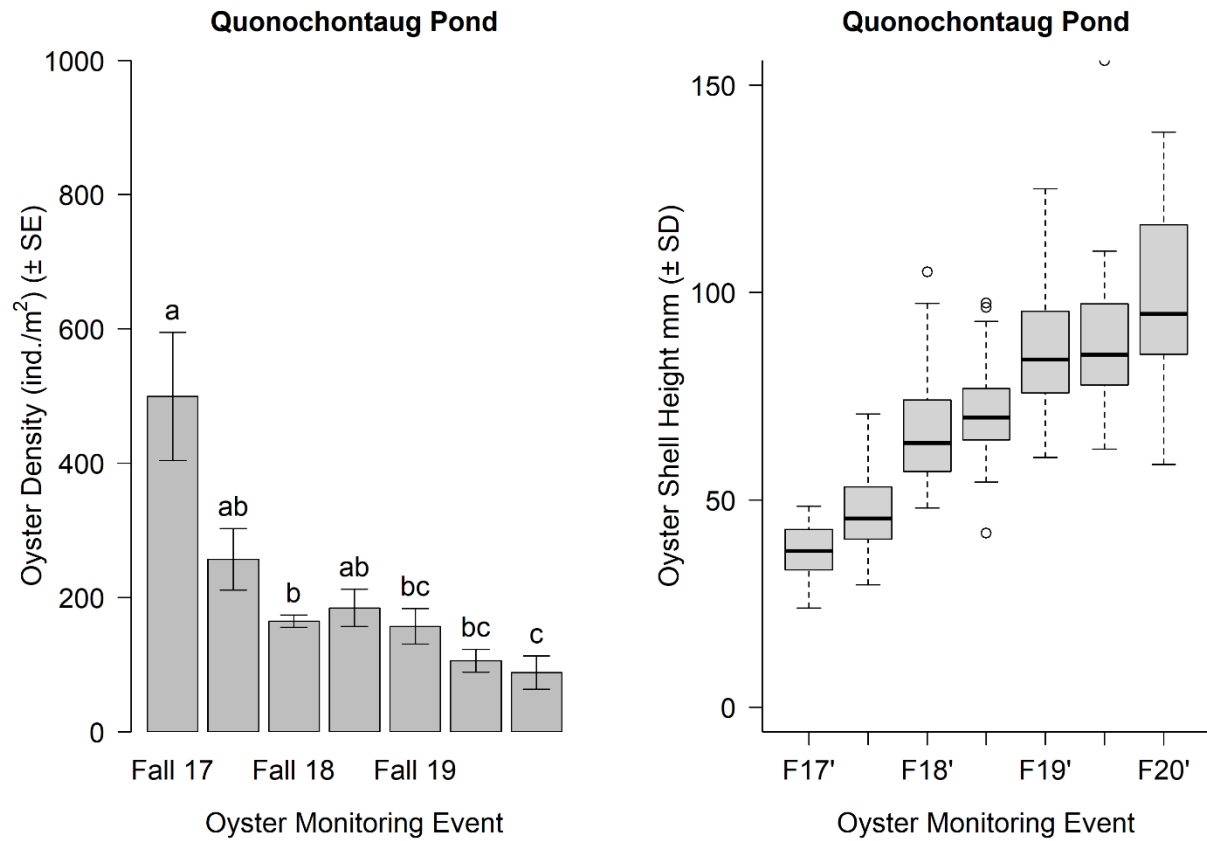 Quonochontaug Pond
Oyster Density (ind./m²) (± SE)
1000
800
600
400
200
0
a
ab
b
ab
bc
bc
c
Fall 17 Fall 18 Fall 19
Oyster Monitoring Event
Quonochontaug Pond
Oyster Shell Height mm (± SD)
150
100
50
0
F17' F18' F19' F20'
Oyster Monitoring Event